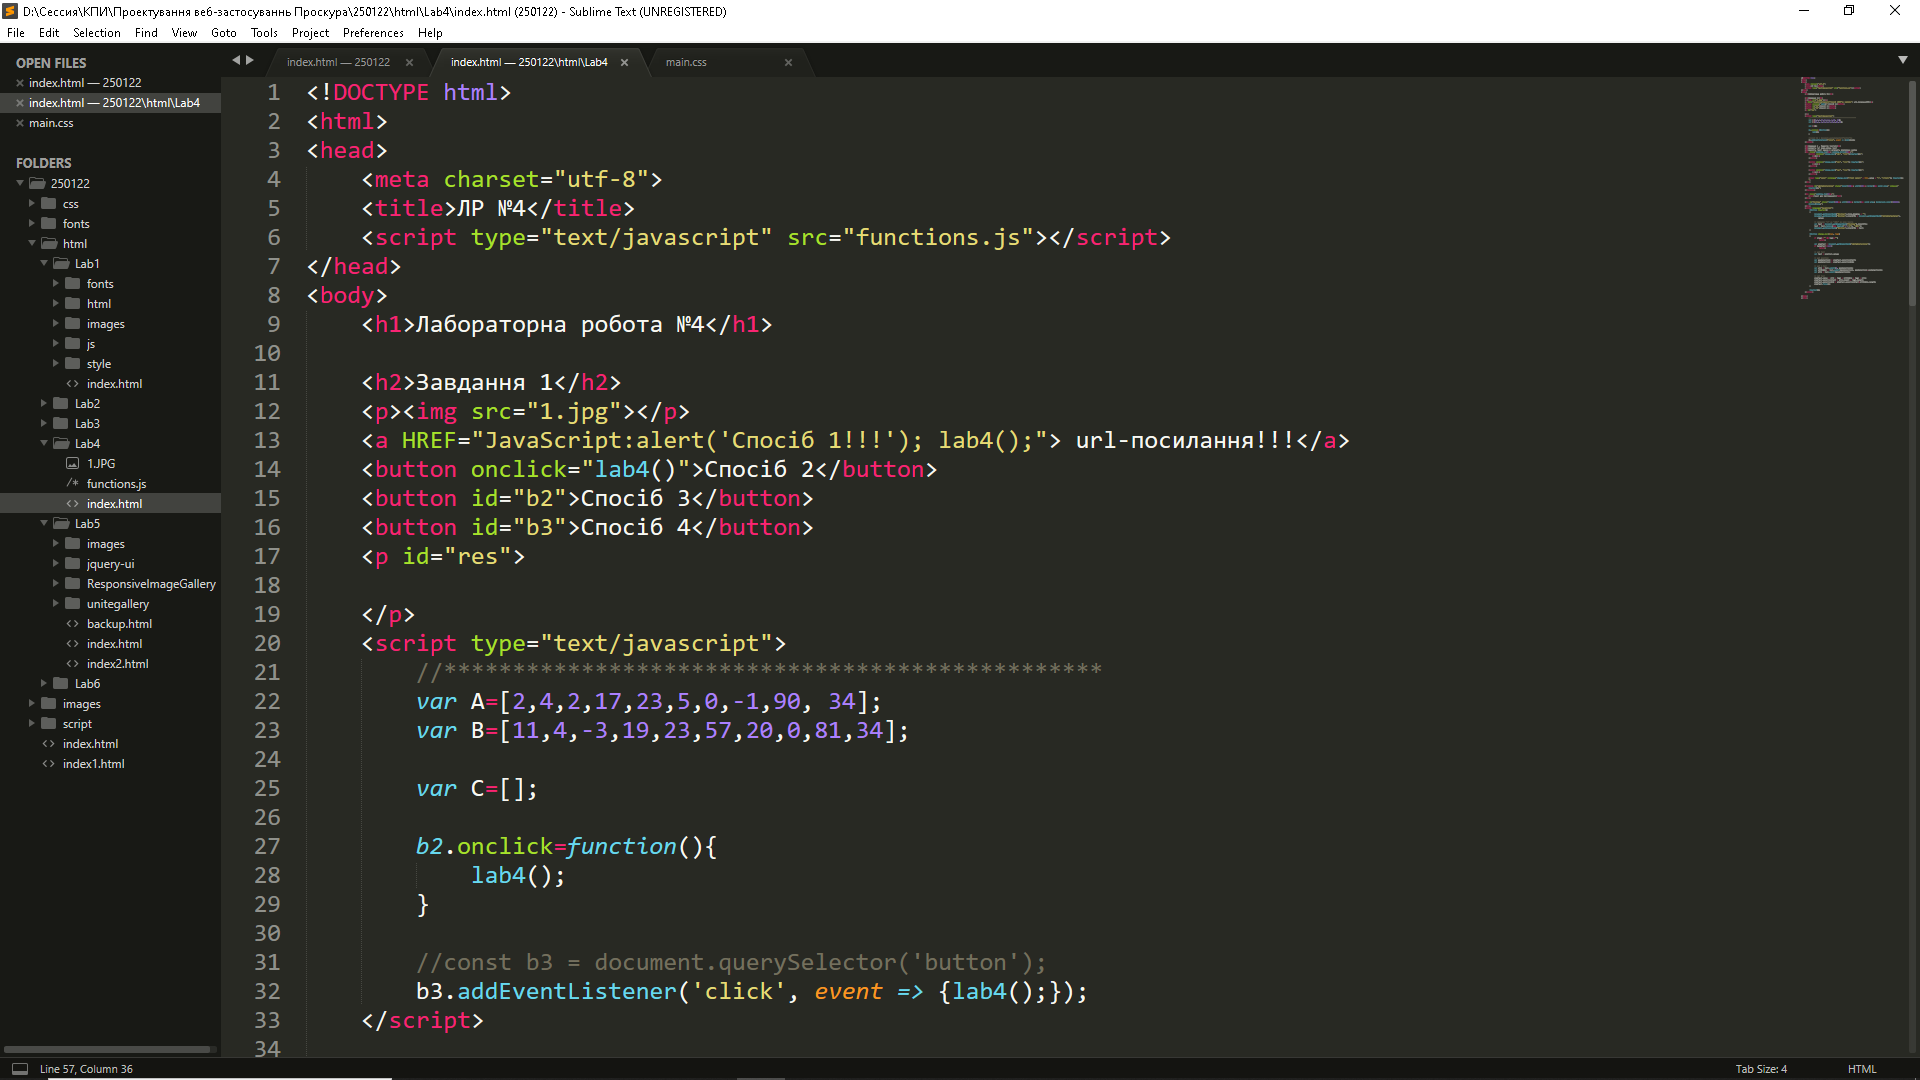 D:\Сессия\КПИ\Проектування веб-застосуваннь Проскура\250122\html\Lab4\index.html (250122) - Sublime Text (UNREGISTERED)
File Edit Selection Find View Goto Tools Project Preferences Help
OPEN FILES
index.html — 250122
index.html — 250122\html\Lab4
main.css
FOLDERS
250122
css
fonts
html
Lab1
fonts
html
images
js
style
index.html
Lab2
Lab3
Lab4
1.JPG
functions.js
index.html
Lab5
images
jquery-ui
ResponsiveImageGallery
unitegallery
backup.html
index.html
index2.html
Lab6
images
script
index.html
index1.html
index.html — 250122
index.html — 250122\html\Lab4
main.css
1 <!DOCTYPE html>
2 <html>
3 <head>
4 <meta charset="utf-8">
5 <title>ЛР №4</title>
6 <script type="text/javascript" src="functions.js"></script>
7 </head>
8 <body>
9 <h1>Лабораторна робота №4</h1>
10
11 <h2>Завдання 1</h2>
12 <p><img src="1.jpg"></p>
13 <a HREF="JavaScript:alert('Спосіб 1!!!'); lab4();"> url-посилання!!!</a>
14 <button onclick="lab4()">Спосіб 2</button>
15 <button id="b2">Спосіб 3</button>
16 <button id="b3">Спосіб 4</button>
17 <p id="res">
18
19 </p>
20 <script type="text/javascript">
21 //************************************************
22 var A=[2,4,2,17,23,5,0,-1,90, 34];
23 var B=[11,4,-3,19,23,57,20,0,81,34];
24
25 var C=[];
26
27 b2.onclick=function(){
28 lab4();
29 }
30
31 //const b3 = document.querySelector('button');
32 b3.addEventListener('click', event => {lab4();});
33 </script>
34
Line 57, Column 36
Tab Size: 4
HTML